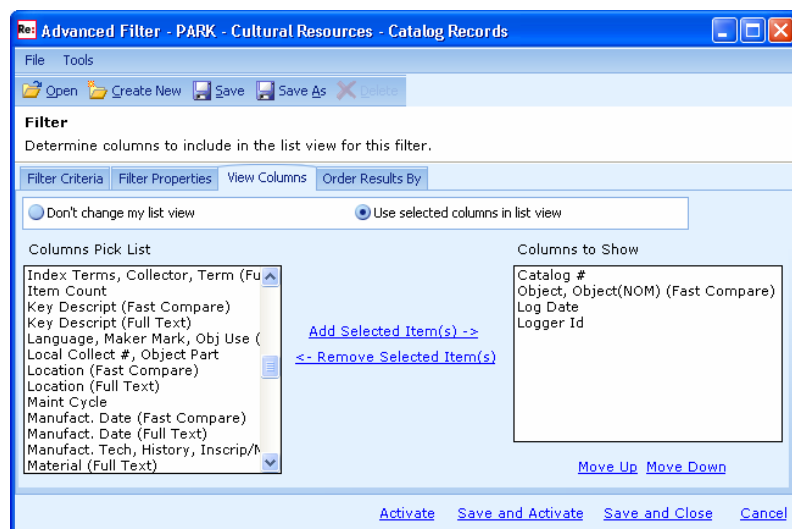 Re: Advanced Filter - PARK - Cultural Resources - Catalog Records
File Tools
Open Create New Save Save As Delete
Filter
Determine columns to include in the list view for this filter.
Filter Criteria Filter Properties View Columns Order Results By
Don't change my list view Use selected columns in list view
Columns Pick List
Index Terms, Collector, Term (Fu
Item Count
Key Descript (Fast Compare)
Key Descript (Full Text)
Language, Maker Mark, Obj Use (
Local Collect #, Object Part
Location (Fast Compare)
Location (Full Text)
Maint Cycle
Manufact. Date (Fast Compare)
Manufact. Date (Full Text)
Manufact. Tech, History, Inscrip/M
Material (Full Text)
Add Selected Item(s) ->
<- Remove Selected Item(s)
Columns to Show
Catalog #
Object, Object(NOM) (Fast Compare)
Log Date
Logger Id
Move Up Move Down
Activate Save and Activate Save and Close Cancel